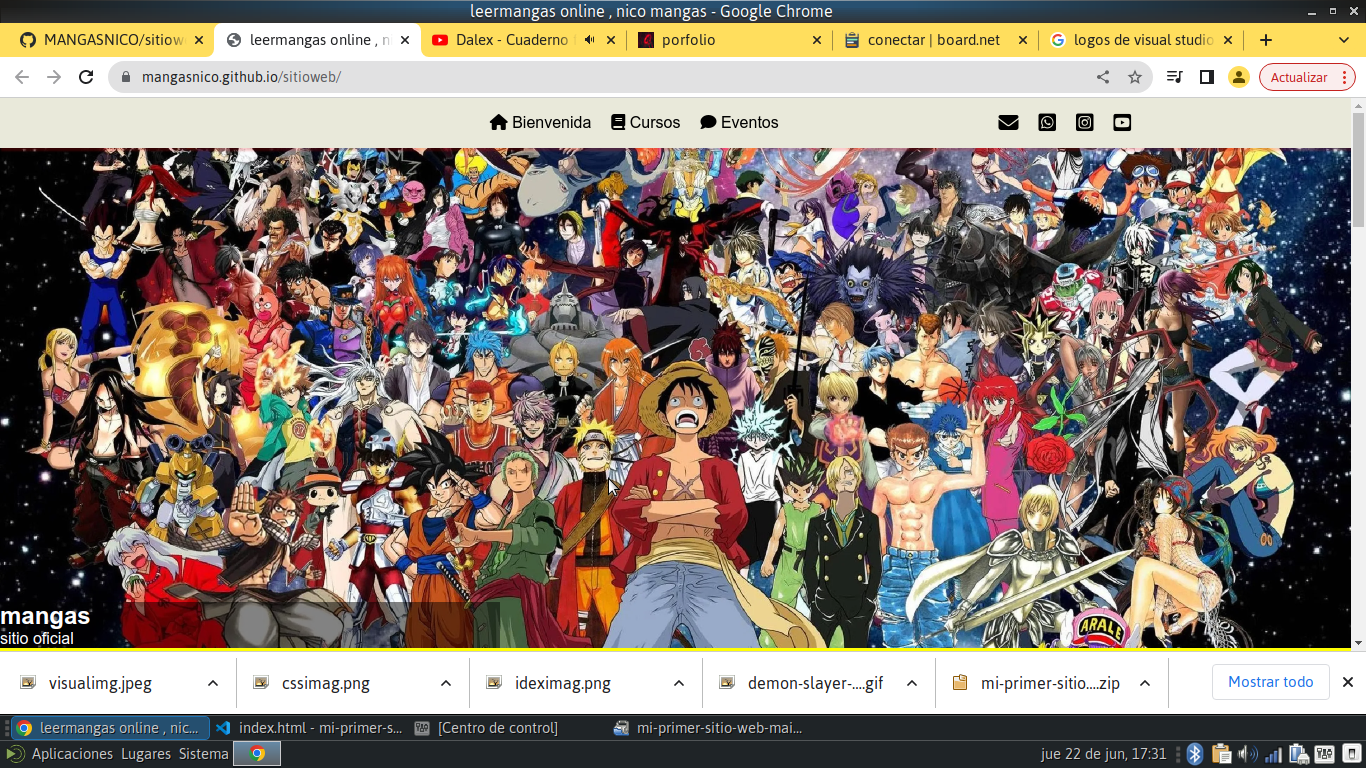 leermangas online , nico mangas - Google Chrome
MANGASNICO/sitiow
leermangas online , n
Dalex - Cuaderno
porfolio
conectar | board.net
logos de visual studio
mangasnico.github.io/sitioweb/
Actualizar
Bienvenida
Cursos
Eventos
mangas
sitio oficial
ARALE
visualimg.jpeg
cssimag.png
ideximag.png
demon-slayer-....gif
mi-primer-sitio....zip
Mostrar todo
leermangas online , nic...
index.html - mi-primer-s...
[Centro de control]
mi-primer-sitio-web-mai...
Aplicaciones
Lugares
Sistema
jue 22 de jun, 17:31